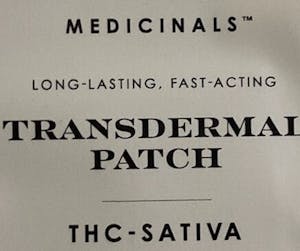 MEDICINALS™
LONG-LASTING, FAST-ACTING
TRANSDERMAL
PATCH
THC-SATIVA